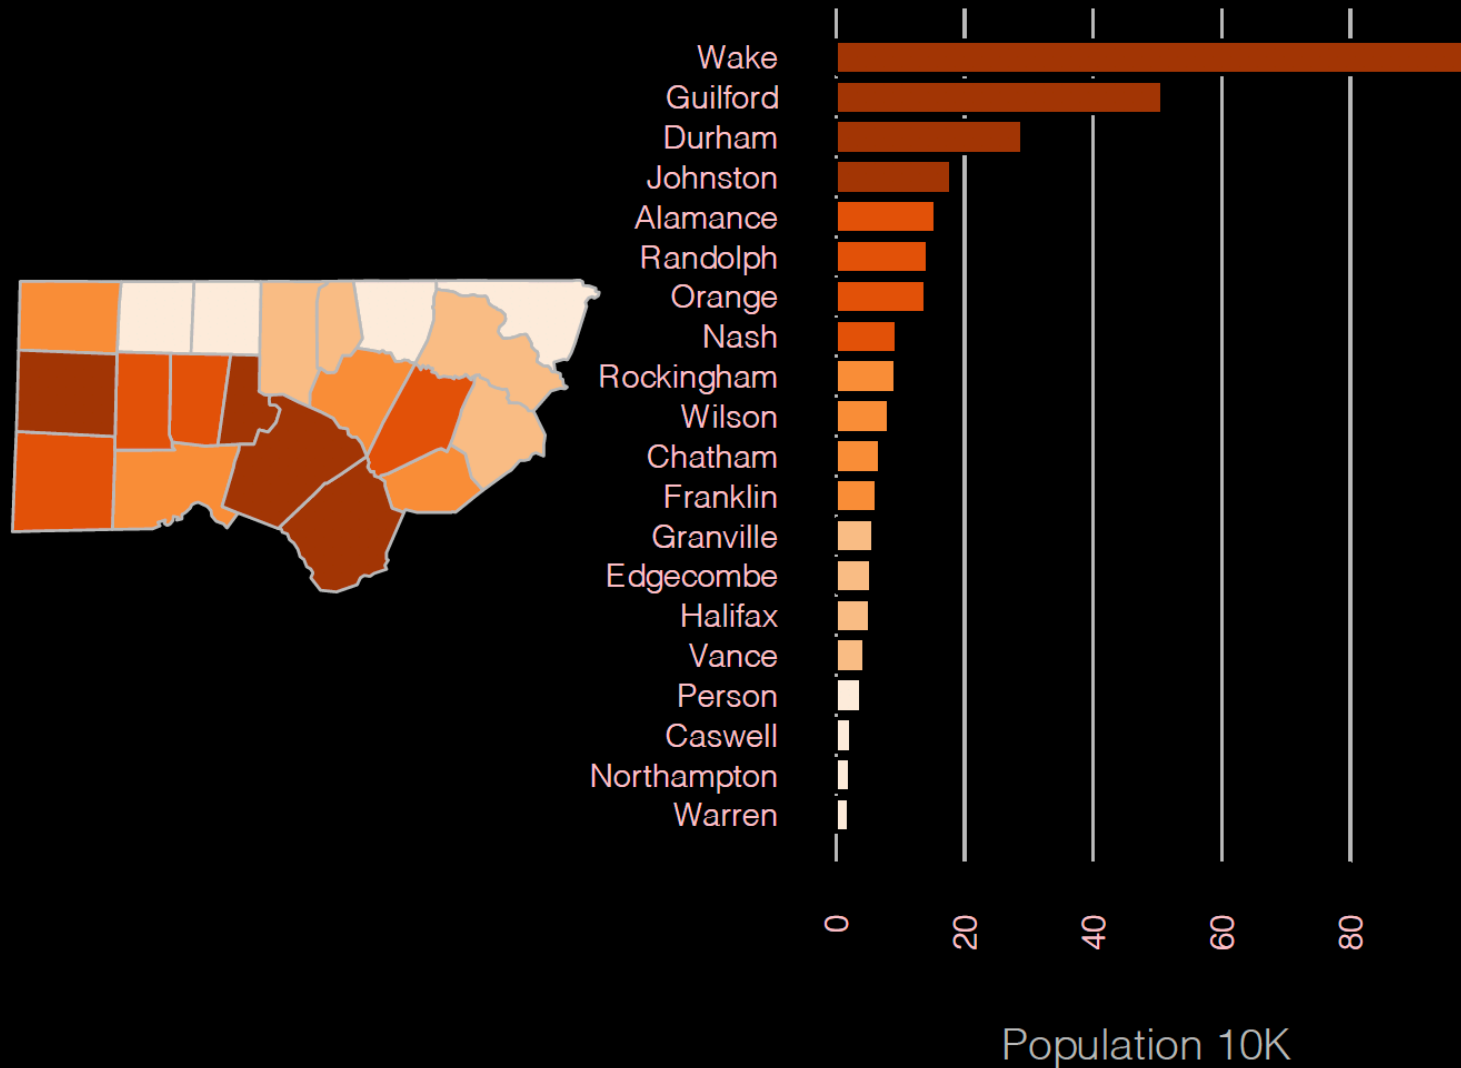 Wake
Guilford
Durham
Johnston
Alamance
Randolph
Orange
Nash
Rockingham
Wilson
Chatham
Franklin
Granville
Edgecombe
Halifax
Vance
Person
Caswell
Northampton
Warren
0 20 40 60 80
Population 10K